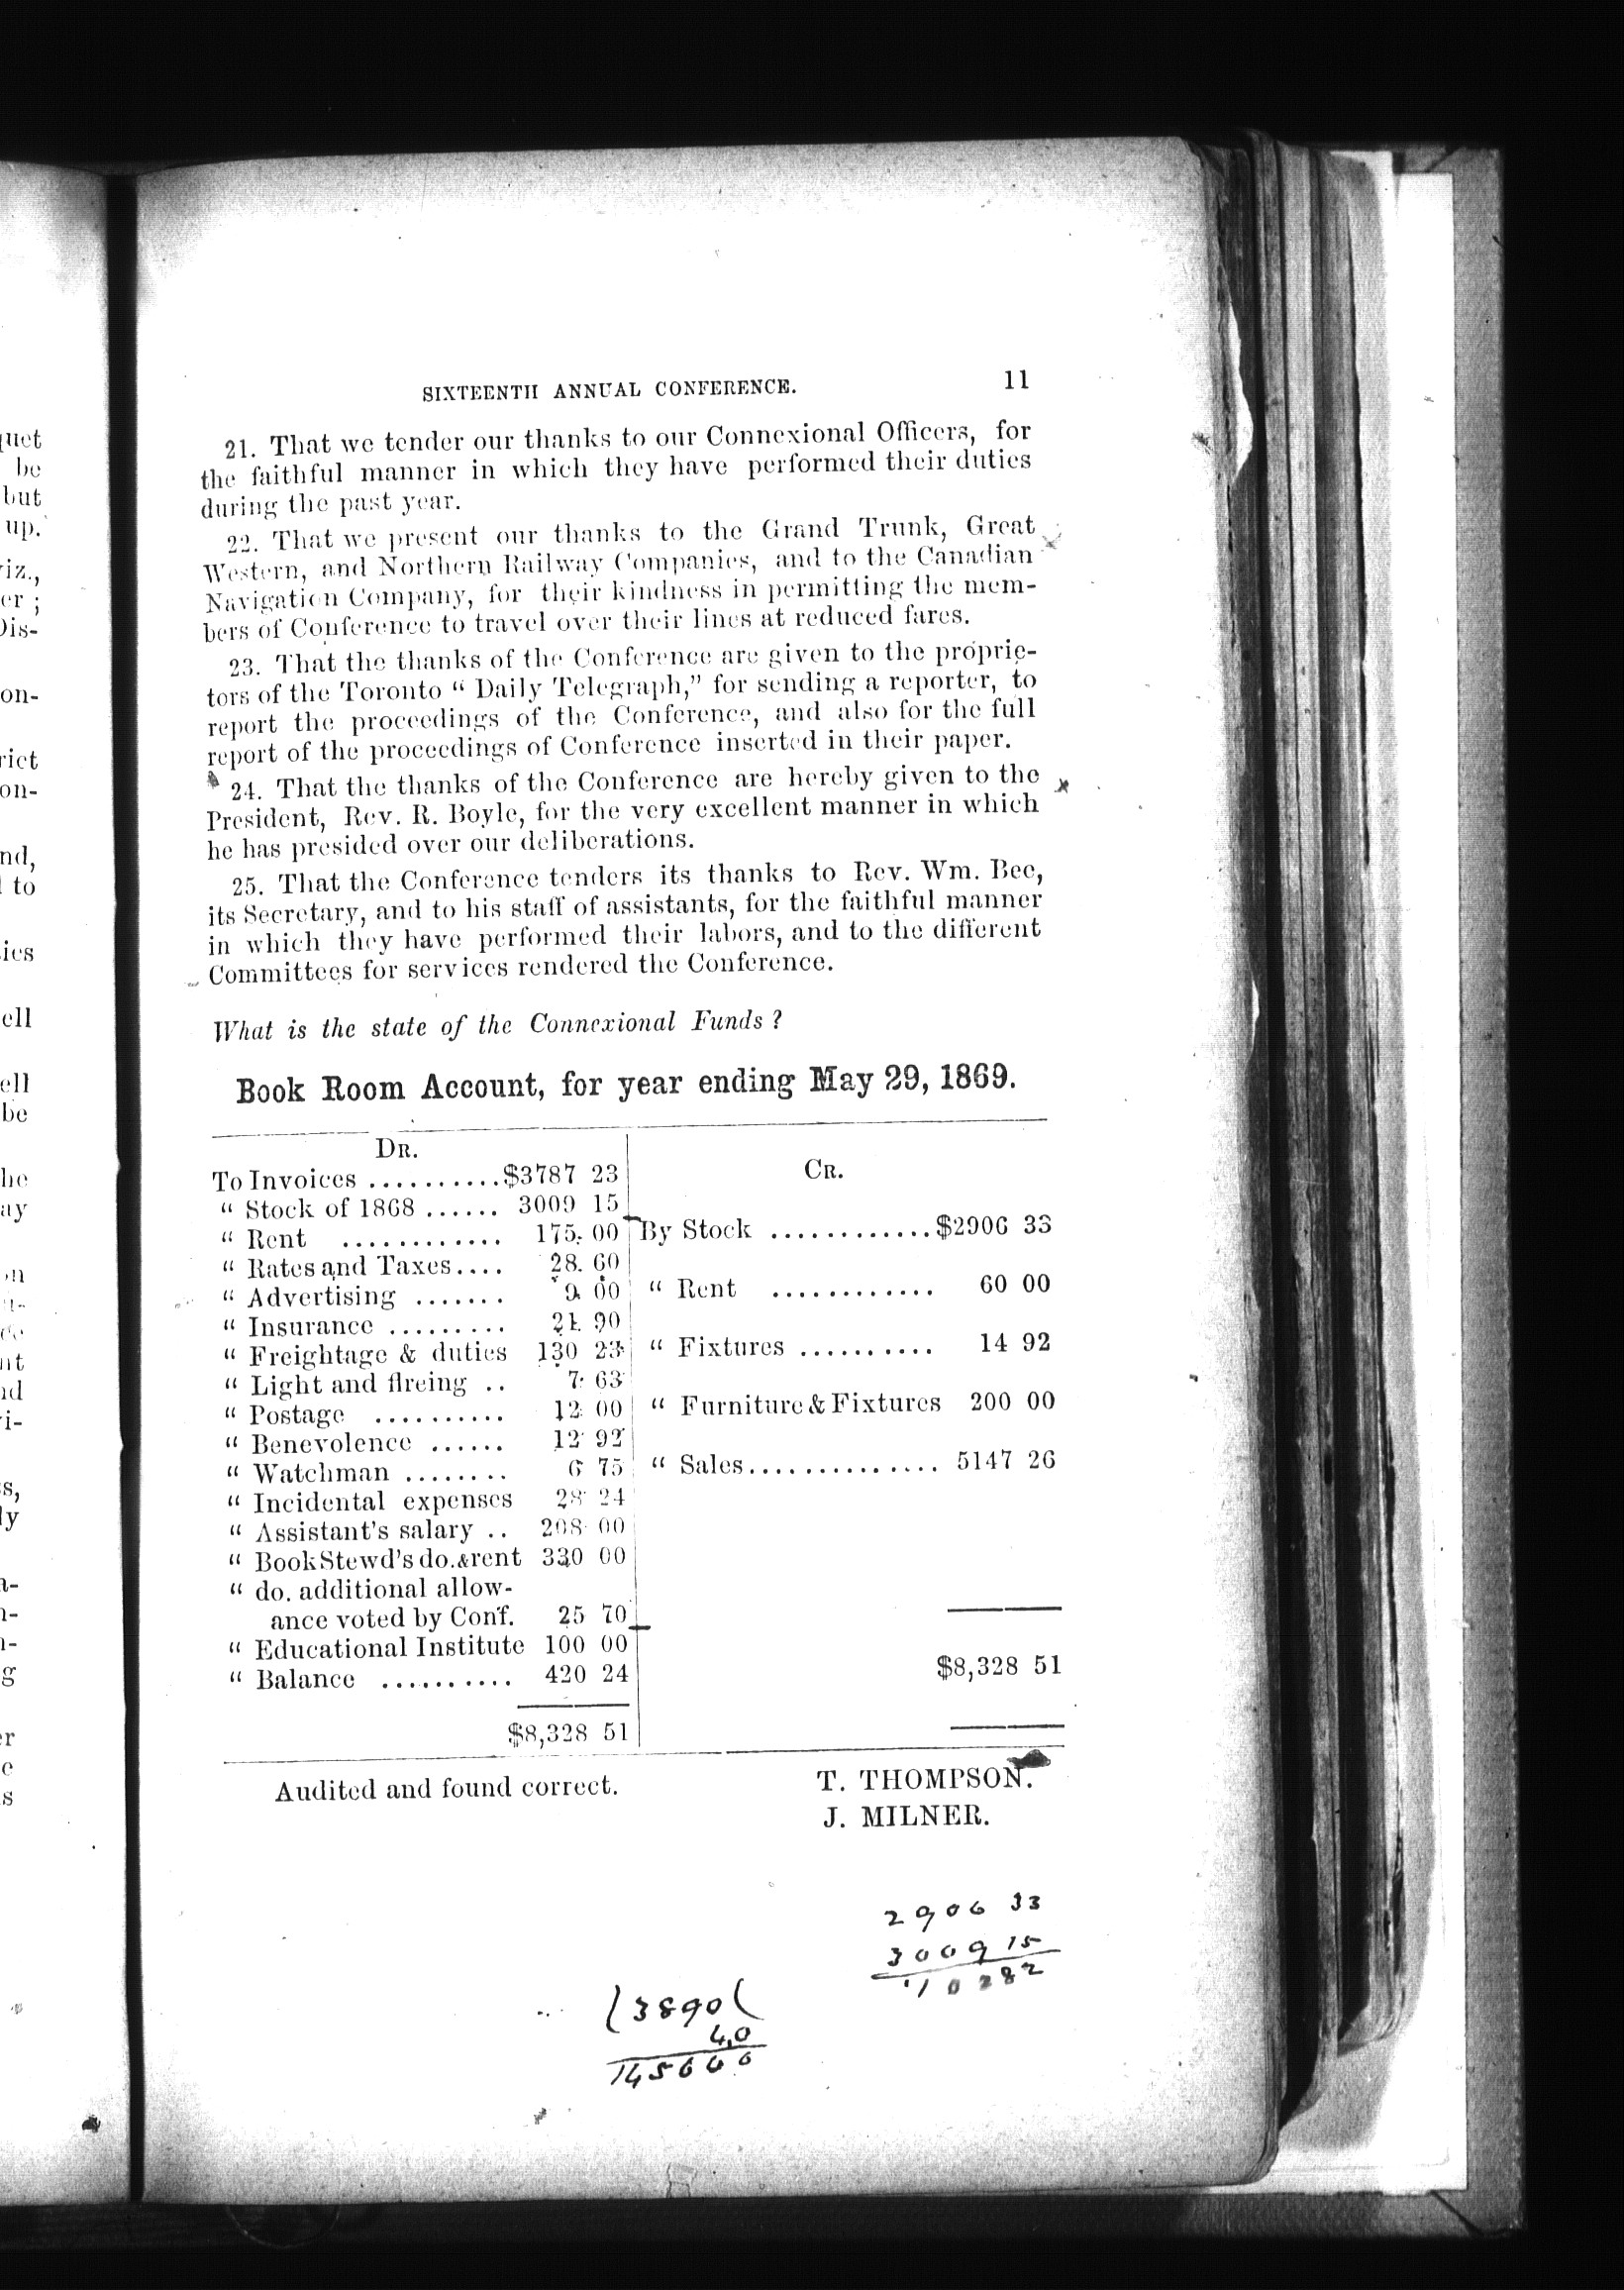 SIXTEENTH ANNUAL CONFERENCE. 11
21. That we tender our thanks to our Connexional Officers, for
the faithful manner in which they have performed their duties
during the past year.
22. That we present our thanks to the Grand Trunk, Great
Western, and Northern Railway Companies, and to the Canadian
Navigation Company, for their kindness in permitting the mem-
bers of Conference to travel over their lines at reduced fares.
23. That the thanks of the Conference are given to the proprie-
tors of the Toronto “ Daily Telegraph,” for sending a reporter, to
report the proceedings of the Conference, and also for the full
report of the proceedings of Conference inserted in their paper.
24. That the thanks of the Conference are hereby given to the
President, Rev. R. Boyle, for the very excellent manner in which
he has presided over our deliberations.
25. That the Conference tenders its thanks to Rev. Wm. Bee,
its Secretary, and to his staff of assistants, for the faithful manner
in which they have performed their labors, and to the different
Committees for services rendered the Conference.
What is the state of the Connexional Funds ?
Book Room Account, for year ending May 29, 1869.
DR.
To Invoices .......... $3787 23
“ Stock of 1868 ...... 3009 15
“ Rent ............ 175 00
“ Rates and Taxes.... 28 60
“ Advertising ....... 9 00
“ Insurance ......... 21 90
“ Freightage & duties 130 23
“ Light and flreing .. 7 63
“ Postage .......... 12 00
“ Benevolence ...... 12 92
“ Watchman ........ 6 75
“ Incidental expenses 28 24
“ Assistant's salary .. 208 00
“ Book Stewd's do. & rent 330 00
“ do. additional allow-
ance voted by Conf. 25 70
“ Educational Institute 100 00
“ Balance .......... 420 24
$8,328 51
CR.
By Stock ............ $2906 33
“ Rent ............ 60 00
“ Fixtures .......... 14 92
“ Furniture & Fixtures 200 00
“ Sales.............. 5147 26
$8,328 51
Audited and found correct.
T. THOMPSON.
J. MILNER.
2906 33
3009 15
10282
3890
40
145600